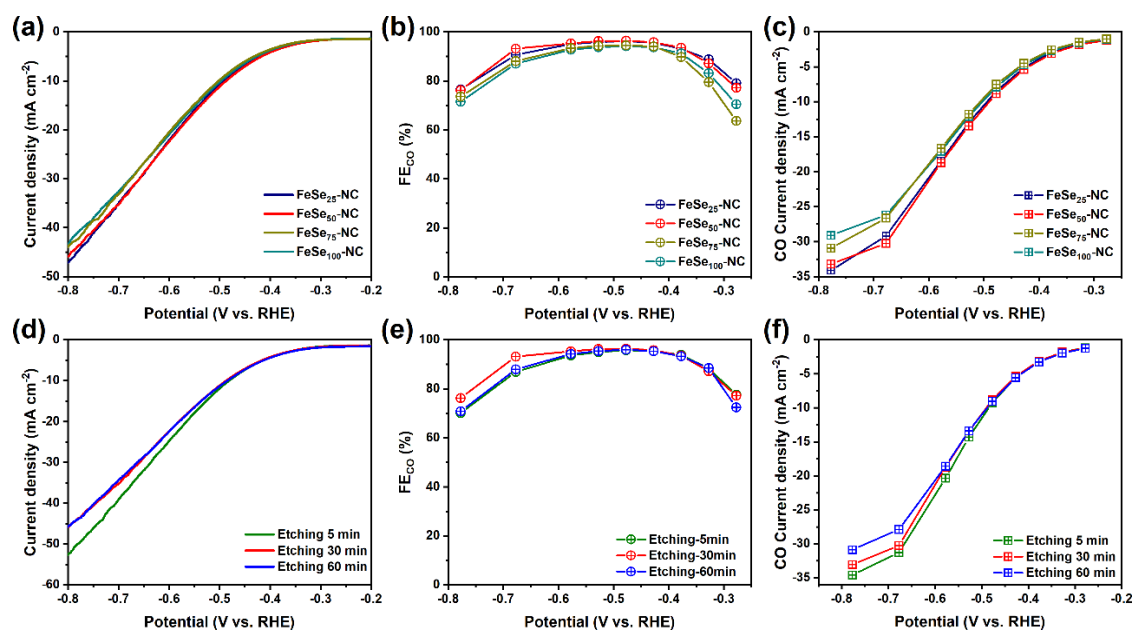 (a)
0
-10
-20
-30
-40
-50
Current density (mA cm⁻²)
-0.8 -0.7 -0.6 -0.5 -0.4 -0.3 -0.2
Potential (V vs. RHE)
FeSe₂₅-NC
FeSe₅₀-NC
FeSe₇₅-NC
FeSe₁₀₀-NC
(b)
100
80
60
40
20
0
FE_CO (%)
-0.8 -0.7 -0.6 -0.5 -0.4 -0.3
Potential (V vs. RHE)
FeSe₂₅-NC
FeSe₅₀-NC
FeSe₇₅-NC
FeSe₁₀₀-NC
(c)
0
-5
-10
-15
-20
-25
-30
-35
CO Current density (mA cm⁻²)
-0.8 -0.7 -0.6 -0.5 -0.4 -0.3
Potential (V vs. RHE)
FeSe₂₅-NC
FeSe₅₀-NC
FeSe₇₅-NC
FeSe₁₀₀-NC
(d)
0
-10
-20
-30
-40
-50
-60
Current density (mA cm⁻²)
-0.8 -0.7 -0.6 -0.5 -0.4 -0.3 -0.2
Potential (V vs. RHE)
Etching 5 min
Etching 30 min
Etching 60 min
(e)
100
80
60
40
20
0
FE_CO (%)
-0.8 -0.7 -0.6 -0.5 -0.4 -0.3
Potential (V vs. RHE)
Etching-5min
Etching-30min
Etching-60min
(f)
0
-5
-10
-15
-20
-25
-30
-35
CO Current density (mA cm⁻²)
-0.8 -0.7 -0.6 -0.5 -0.4 -0.3 -0.2
Potential (V vs. RHE)
Etching 5 min
Etching 30 min
Etching 60 min